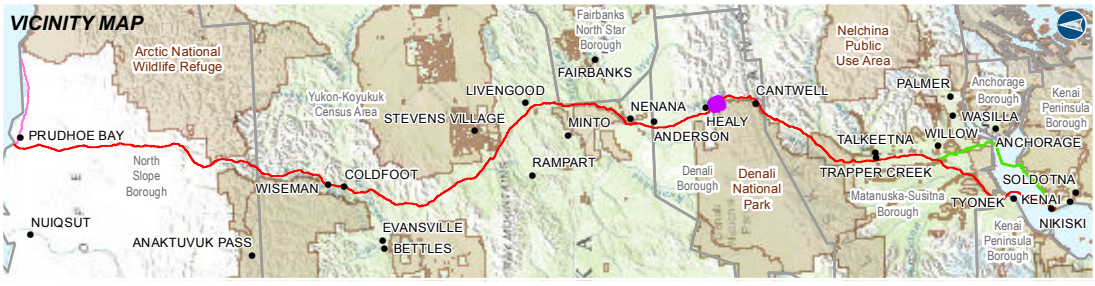 VICINITY MAP
Arctic National
Wildlife Refuge
Fairbanks
North Star
Borough
FAIRBANKS
Nelchina
Public
Use Area
PALMER
Anchorage
Borough
Kenai
Peninsula
Borough
LIVENGOOD
Yukon-Koyukuk
Census Area
STEVENS VILLAGE
MINTO
NENANA
ANDERSON
HEALY
CANTWELL
WASILLA
WILLOW
TALKEETNA
ANCHORAGE
PRUDHOE BAY
North
Slope
Borough
WISEMAN
COLDFOOT
RAMPART
Denali
Borough
Denali
National
Park
TRAPPER CREEK
Matanuska-Susitna
Borough
TYONEK
SOLDOTNA
KENAI
NIKISKI
NUIQSUT
ANAKTUVUK PASS
EVANSVILLE
BETTLES
Kenai
Peninsula
Borough